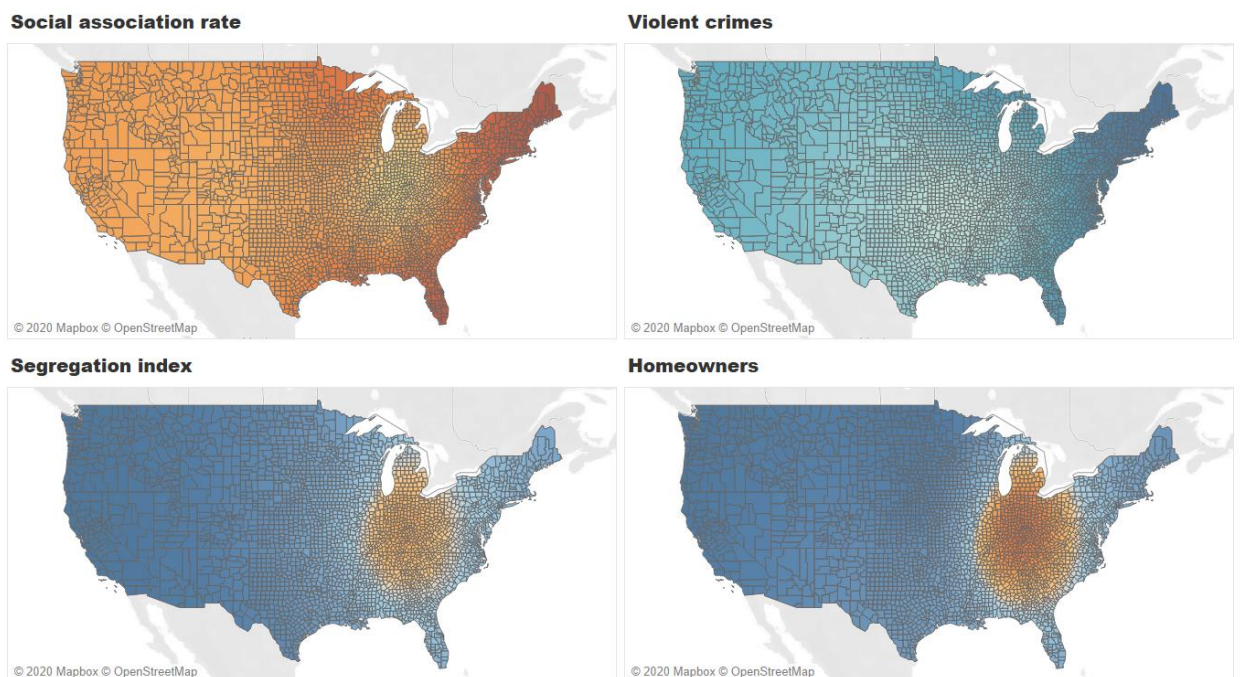 Social association rate
Violent crimes
© 2020 Mapbox © OpenStreetMap
© 2020 Mapbox © OpenStreetMap
Segregation index
Homeowners
© 2020 Mapbox © OpenStreetMap
© 2020 Mapbox © OpenStreetMap